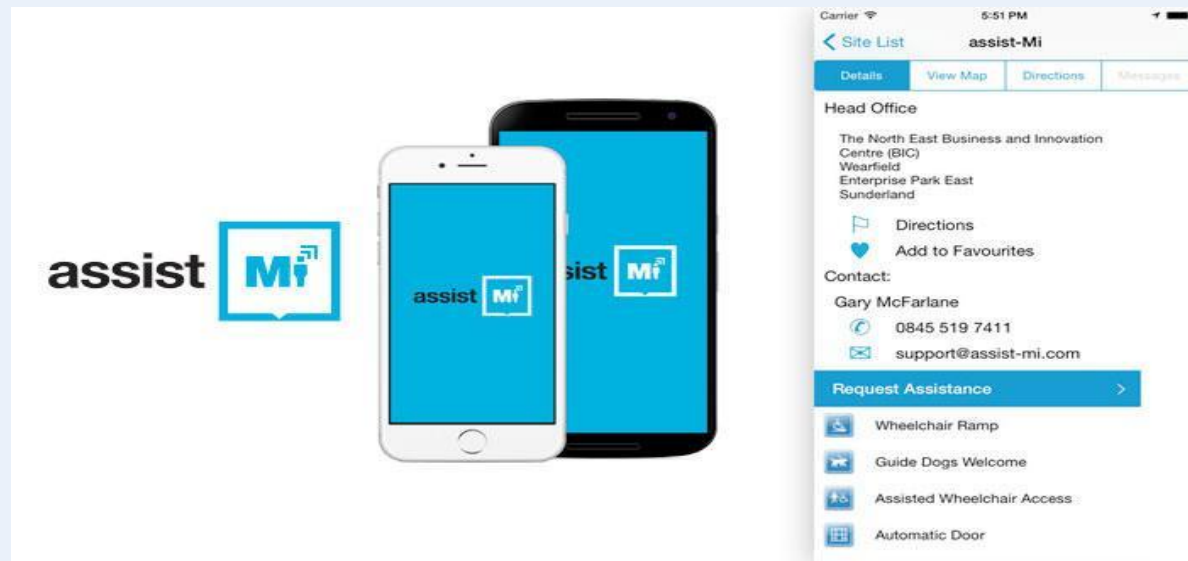 assist Mi
assist Mi
sist Mi
Carrier 5:51 PM
Site List assist-Mi
Details View Map Directions Messages
Head Office
The North East Business and Innovation
Centre (BIC)
Wearfield
Enterprise Park East
Sunderland
Directions
Add to Favourites
Contact:
Gary McFarlane
0845 519 7411
support@assist-mi.com
Request Assistance
Wheelchair Ramp
Guide Dogs Welcome
Assisted Wheelchair Access
Automatic Door